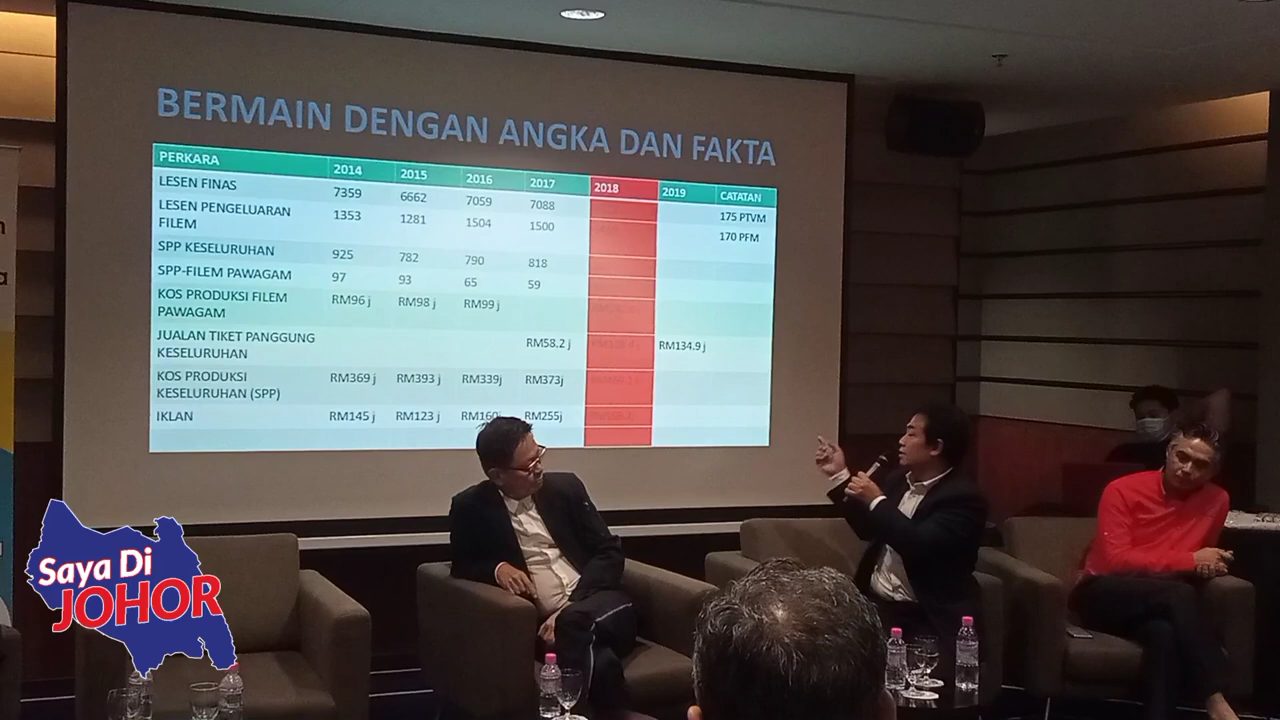 BERMAIN DENGAN ANGKA DAN FAKTA
PERKARA 2014 2015 2016 2017 2018 2019 CATATAN
LESEN FINAS 7359 6662 7059 7088 175 PTVM
LESEN PENGELUARAN FILEM 1353 1281 1504 1500 170 PFM
SPP KESELURUHAN 925 782 790 818
SPP-FILEM PAWAGAM 97 93 65 59
KOS PRODUKSI FILEM PAWAGAM RM96 j RM98 j RM99 j
JUALAN TIKET PANGGUNG KESELURUHAN RM58.2 j RM134.9 j
KOS PRODUKSI KESELURUHAN (SPP) RM369 j RM393 j RM339j RM373j
IKLAN RM145 j RM123 j RM160j RM255j
Saya Di
JOHOR